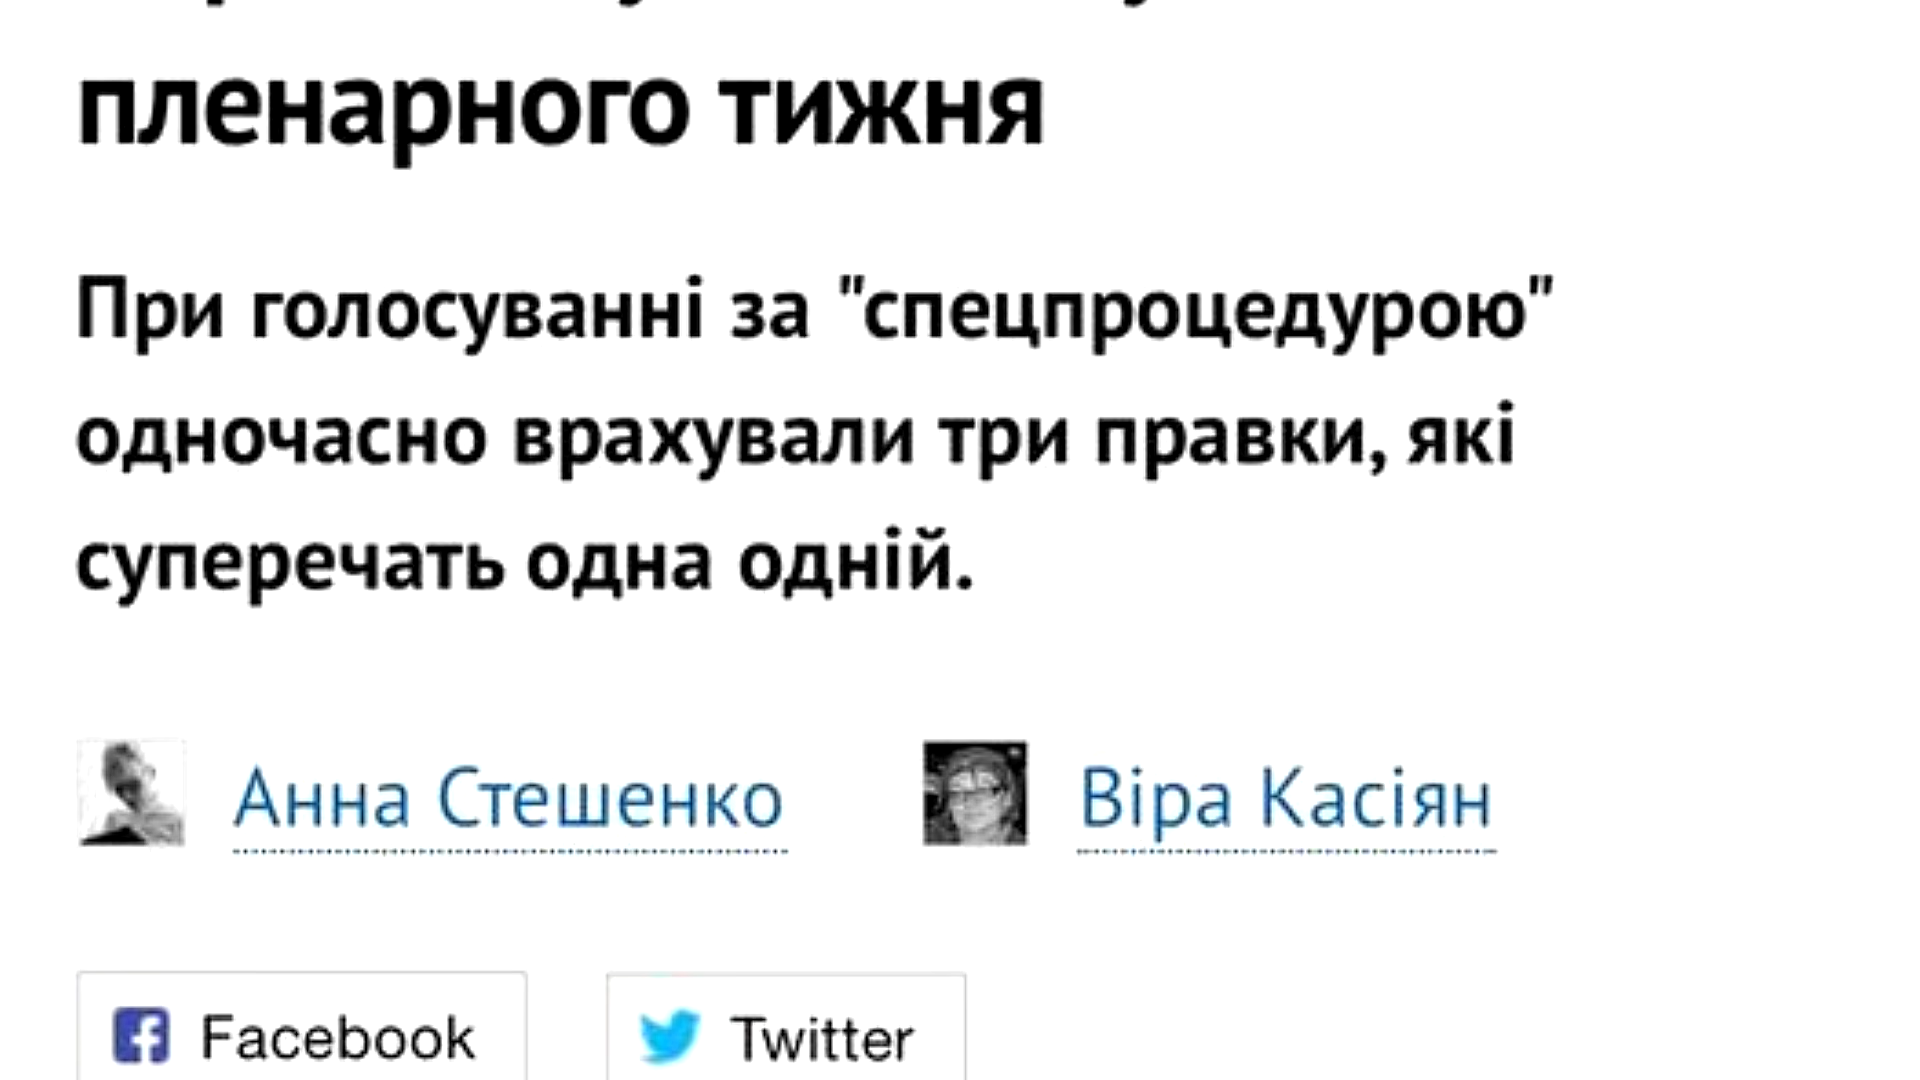 пленарного тижня
При голосуванні за "спецпроцедурою"
одночасно врахували три правки, які
суперечать одна одній.
Анна Стешенко Віра Касіян
Facebook Twitter